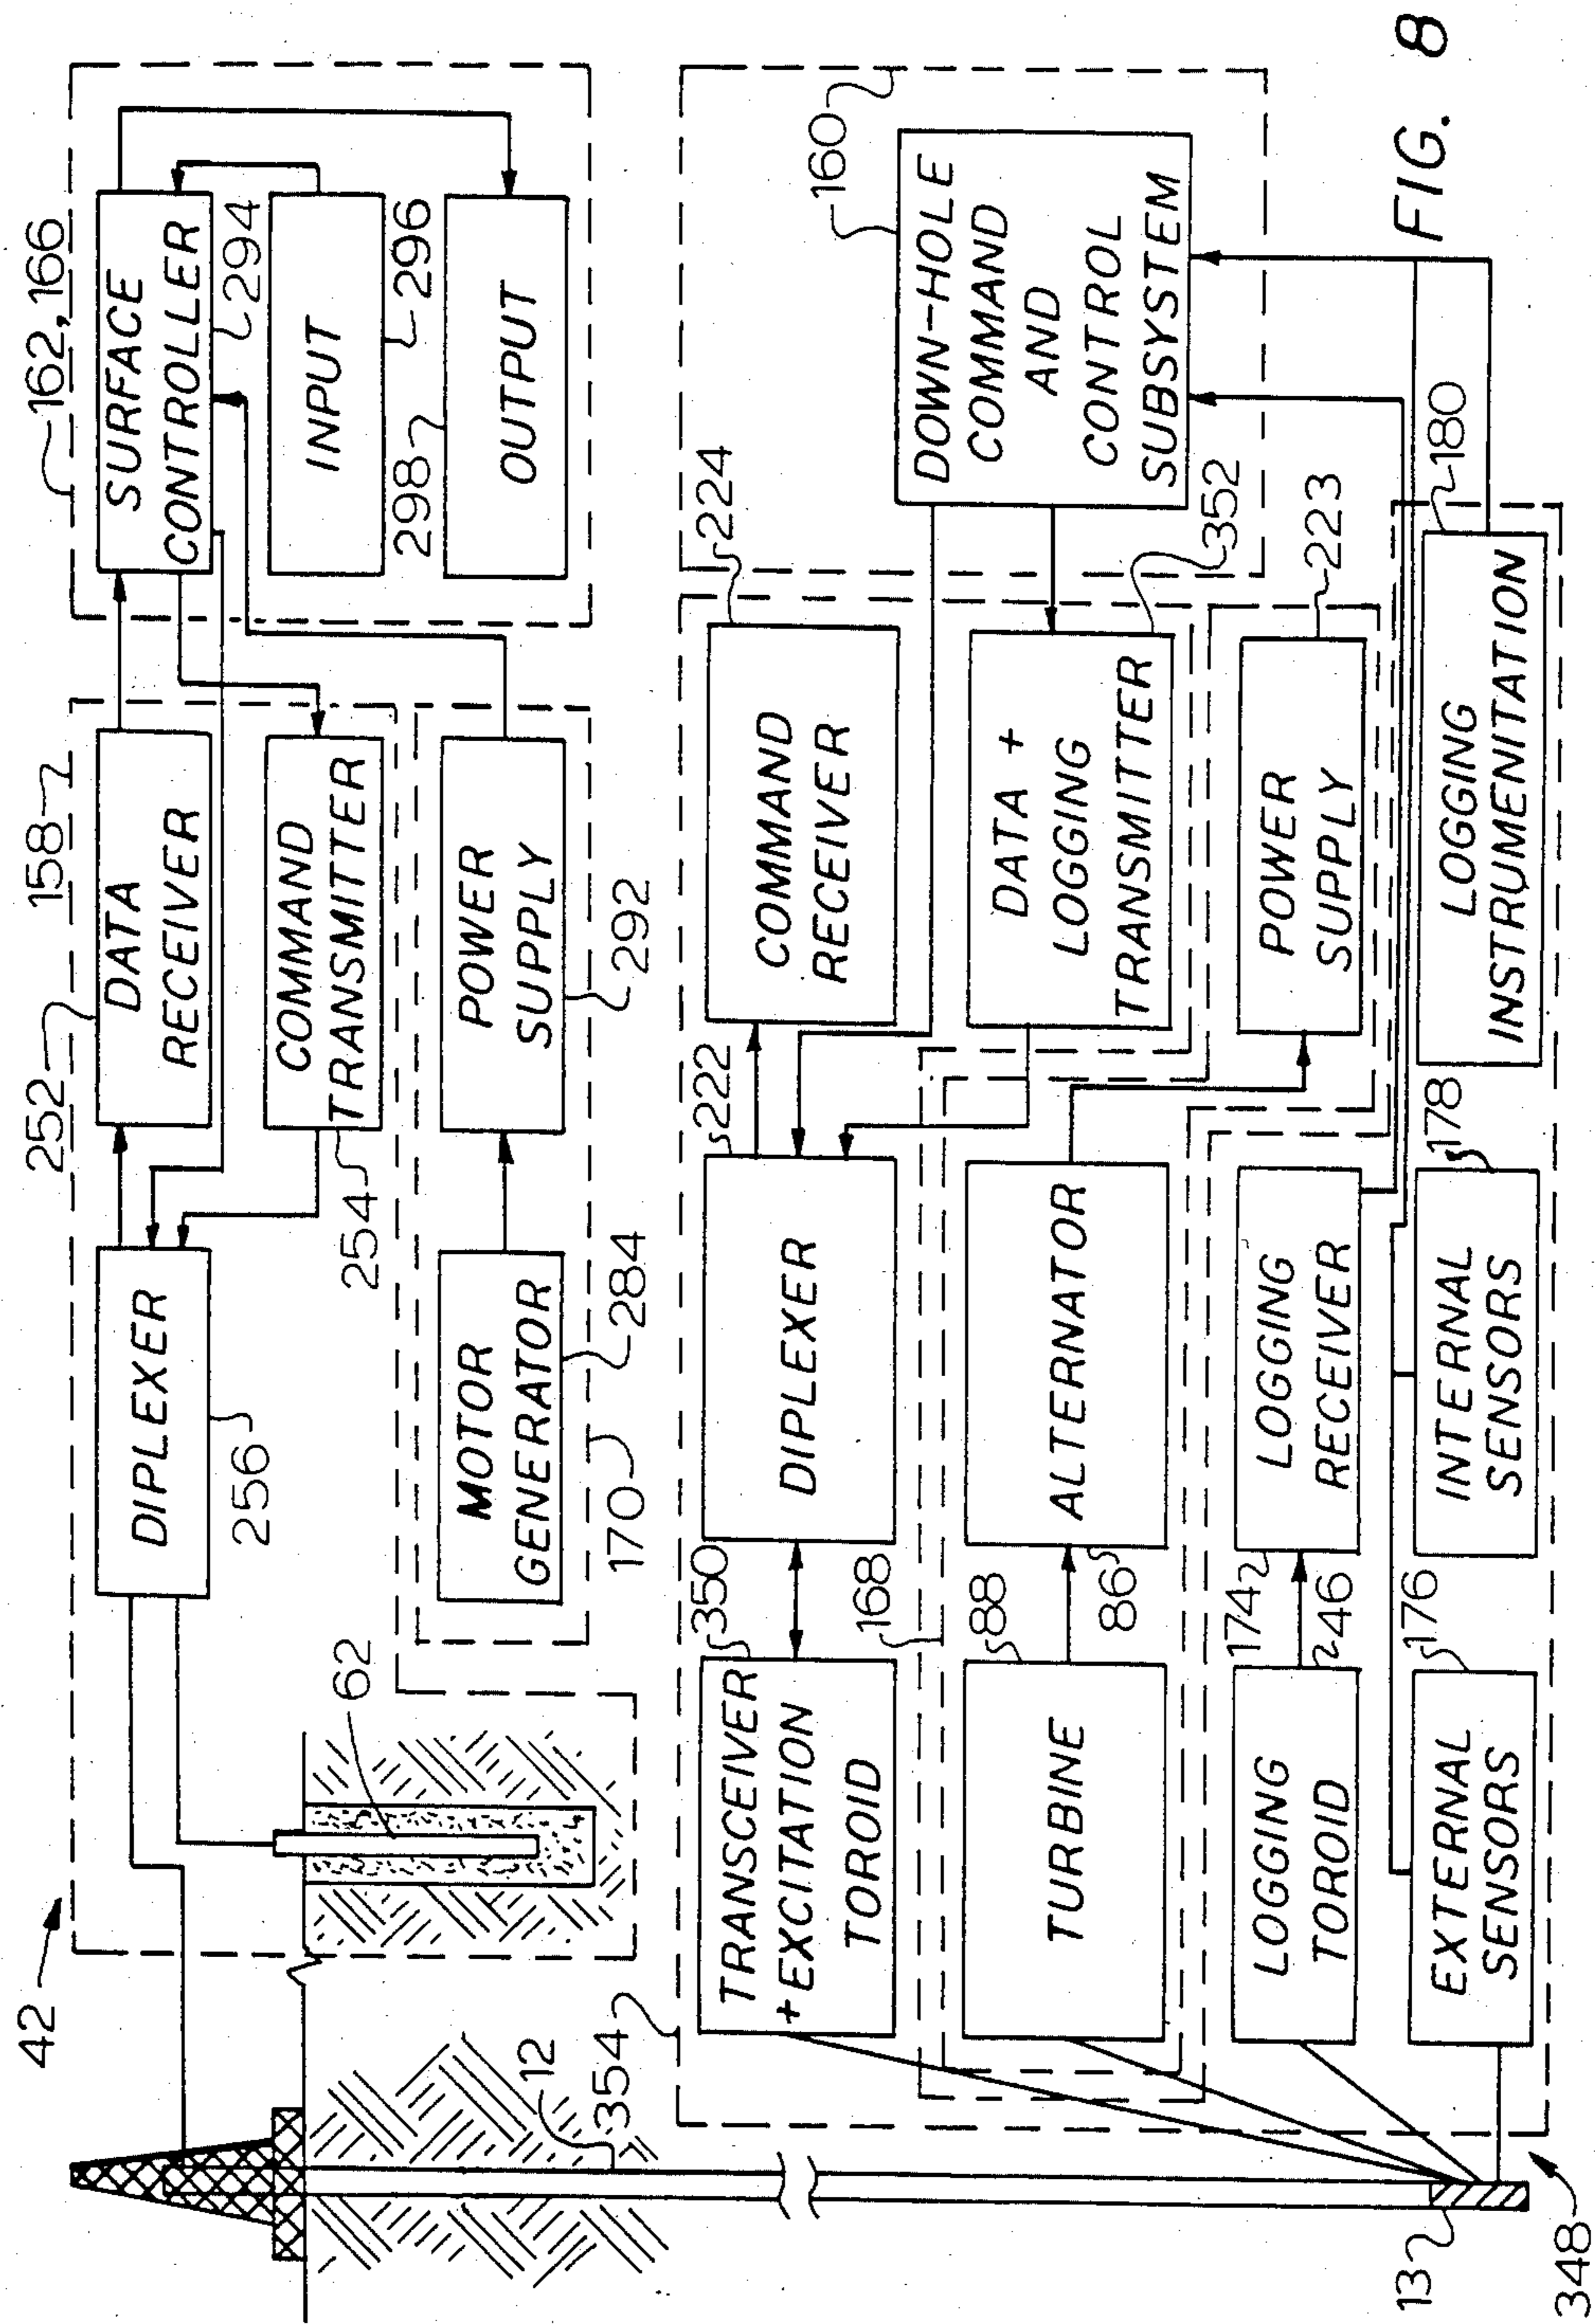 42
252
158
162,166
DIPLEXER
256
DATA
RECEIVER
SURFACE
CONTROLLER
294
COMMAND
TRANSMITTER
254
INPUT
296
MOTOR
GENERATOR
284
170
POWER
SUPPLY
292
298
OUTPUT
62
12
354
TRANSCEIVER
+EXCITATION
TOROID
350
DIPLEXER
222
COMMAND
RECEIVER
224
160
DOWN-HOLE
COMMAND
AND
CONTROL
SUBSYSTEM
168
TURBINE
88
ALTERNATOR
86
DATA +
LOGGING
TRANSMITTER
352
POWER
SUPPLY
223
LOGGING
TOROID
46
LOGGING
RECEIVER
174
EXTERNAL
SENSORS
176
INTERNAL
SENSORS
178
LOGGING
INSTRUMENITATION
180
13
348
FIG. 8